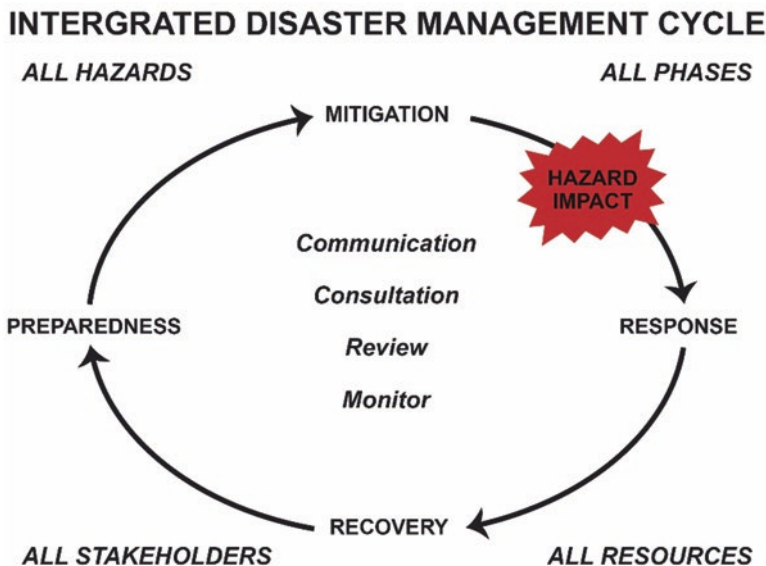 INTERGRATED DISASTER MANAGEMENT CYCLE
ALL HAZARDS
ALL PHASES
MITIGATION
HAZARD
IMPACT
Communication
Consultation
PREPAREDNESS
RESPONSE
Review
Monitor
RECOVERY
ALL STAKEHOLDERS
ALL RESOURCES